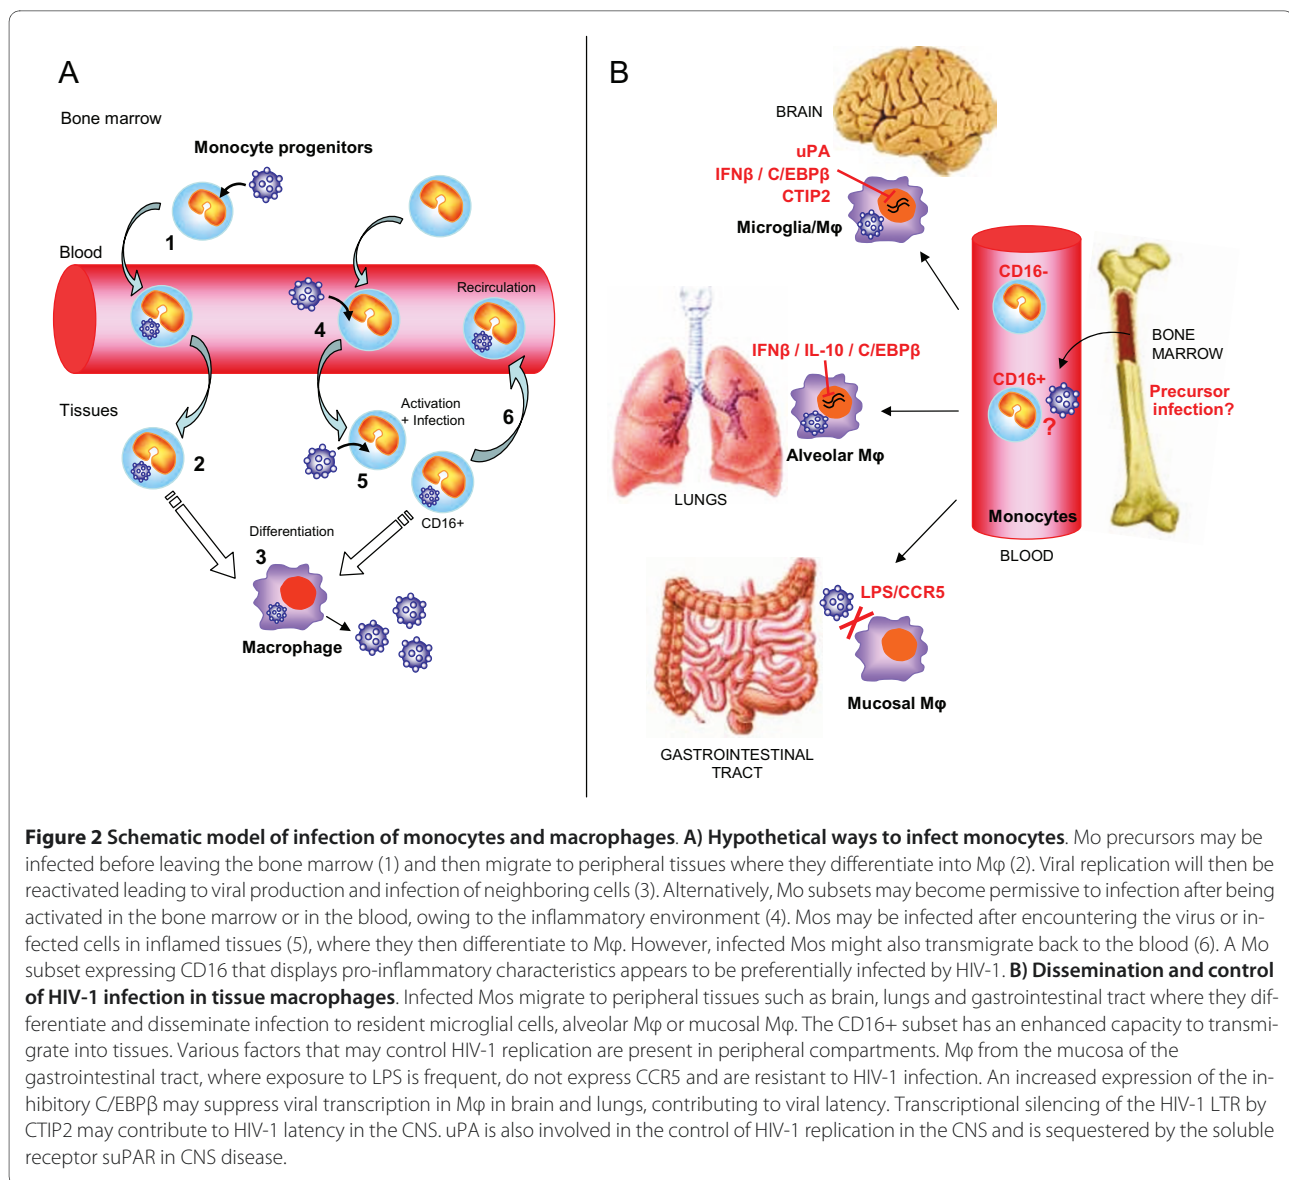 A
Bone marrow
Monocyte progenitors
1
Blood
4
Recirculation
Tissues
2
Activation
+ Infection
5
6
CD16+
Differentiation
3
Macrophage
B
BRAIN
uPA
IFNβ / C/EBPβ
CTIP2
Microglia/Mφ
CD16-
BONE
MARROW
Precursor
infection?
CD16+
?
Monocytes
BLOOD
IFNβ / IL-10 / C/EBPβ
Alveolar Mφ
LUNGS
LPS/CCR5
Mucosal Mφ
GASTROINTESTINAL
TRACT
Figure 2 Schematic model of infection of monocytes and macrophages. A) Hypothetical ways to infect monocytes. Mo precursors may be
infected before leaving the bone marrow (1) and then migrate to peripheral tissues where they differentiate into Mφ (2). Viral replication will then be
reactivated leading to viral production and infection of neighboring cells (3). Alternatively, Mo subsets may become permissive to infection after being
activated in the bone marrow or in the blood, owing to the inflammatory environment (4). Mos may be infected after encountering the virus or in-
fected cells in inflamed tissues (5), where they then differentiate to Mφ. However, infected Mos might also transmigrate back to the blood (6). A Mo
subset expressing CD16 that displays pro-inflammatory characteristics appears to be preferentially infected by HIV-1. B) Dissemination and control
of HIV-1 infection in tissue macrophages. Infected Mos migrate to peripheral tissues such as brain, lungs and gastrointestinal tract where they dif-
ferentiate and disseminate infection to resident microglial cells, alveolar Mφ or mucosal Mφ. The CD16+ subset has an enhanced capacity to transmi-
grate into tissues. Various factors that may control HIV-1 replication are present in peripheral compartments. Mφ from the mucosa of the
gastrointestinal tract, where exposure to LPS is frequent, do not express CCR5 and are resistant to HIV-1 infection. An increased expression of the in-
hibitory C/EBPβ may suppress viral transcription in Mφ in brain and lungs, contributing to viral latency. Transcriptional silencing of the HIV-1 LTR by
CTIP2 may contribute to HIV-1 latency in the CNS. uPA is also involved in the control of HIV-1 replication in the CNS and is sequestered by the soluble
receptor suPAR in CNS disease.